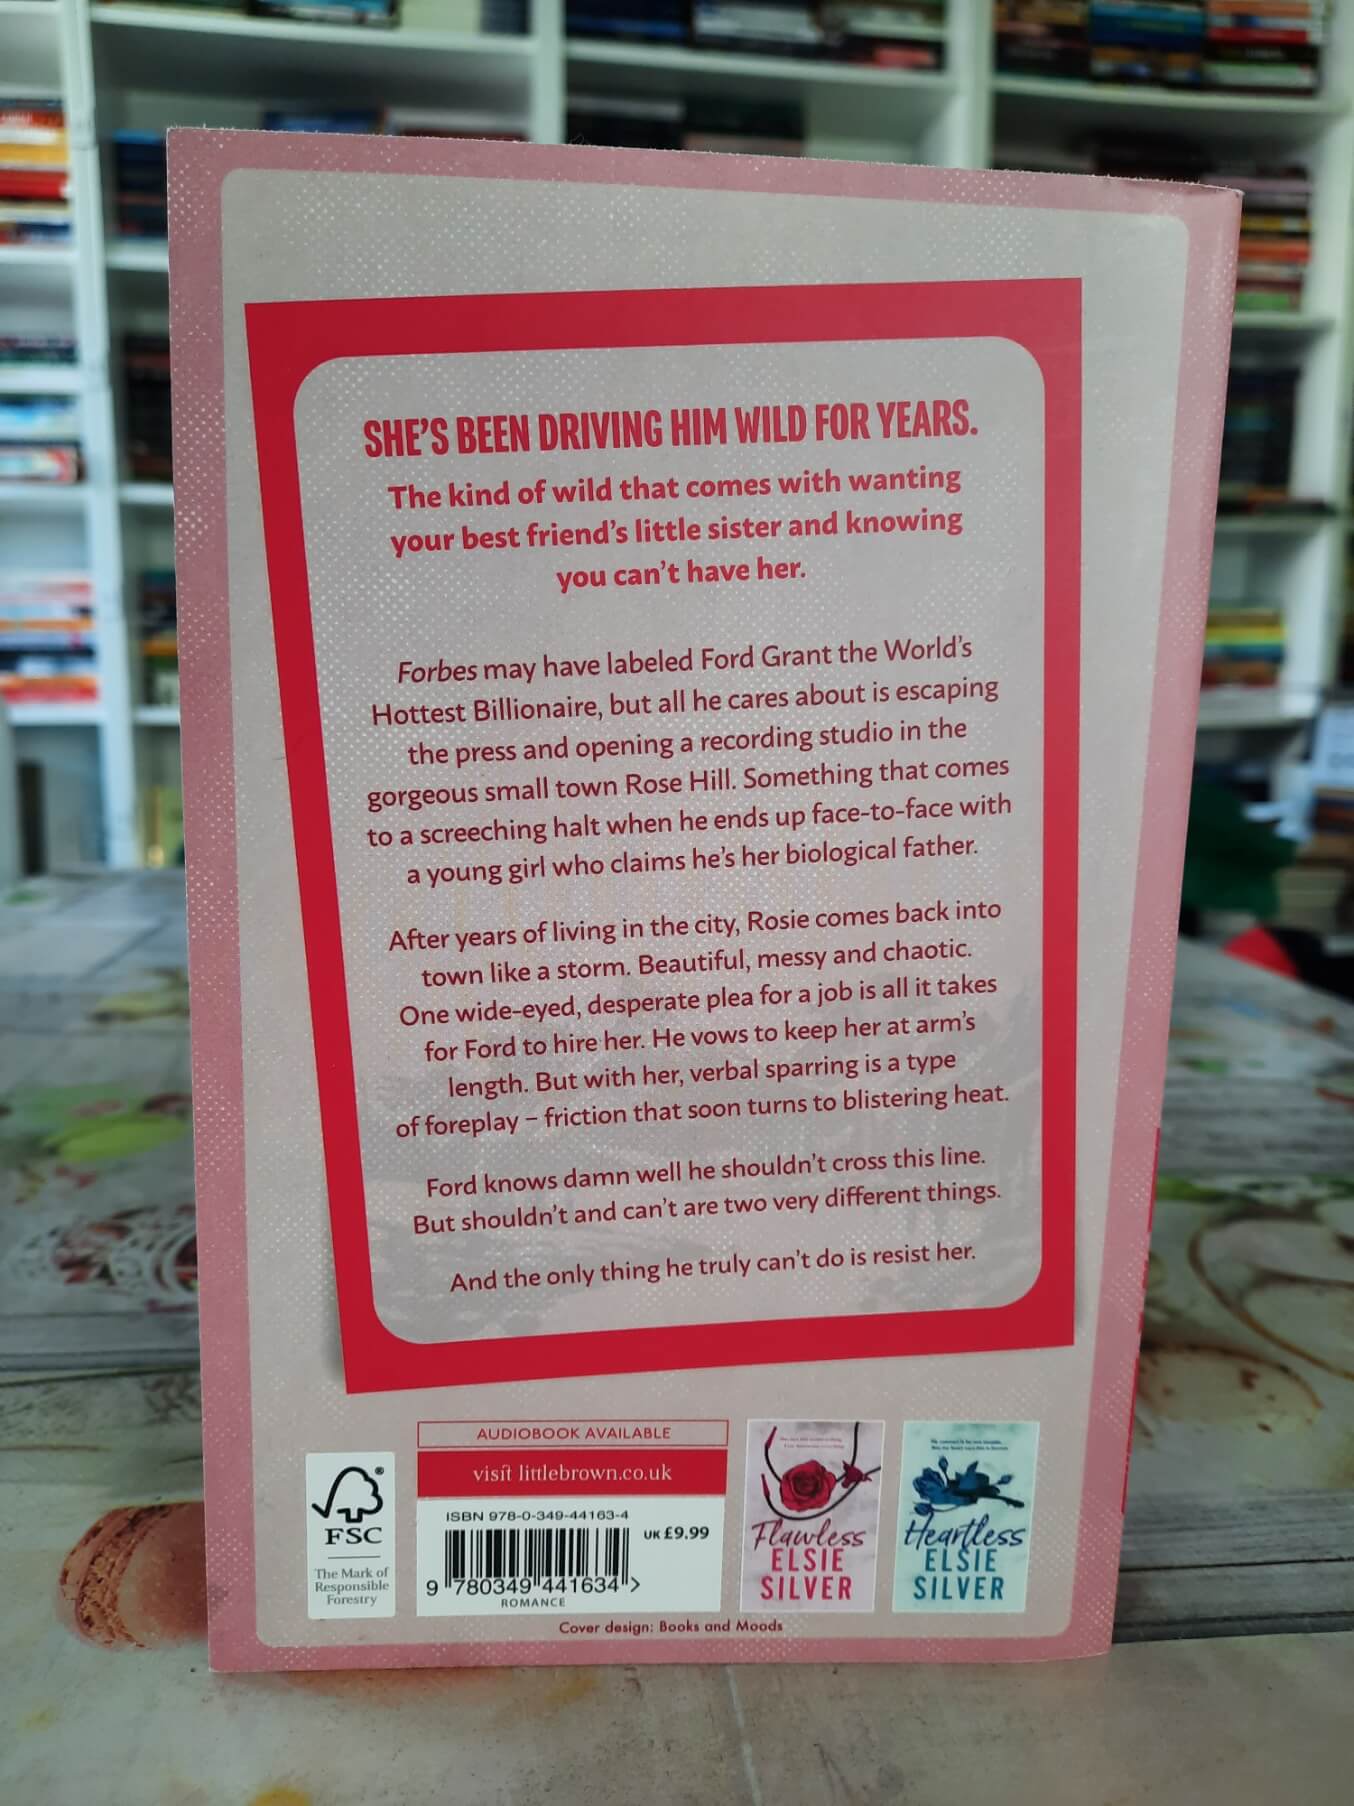 SHE'S BEEN DRIVING HIM WILD FOR YEARS.
The kind of wild that comes with wanting
your best friend's little sister and knowing
you can't have her.
Forbes may have labeled Ford Grant the World's
Hottest Billionaire, but all he cares about is escaping
the press and opening a recording studio in the
gorgeous small town Rose Hill. Something that comes
to a screeching halt when he ends up face-to-face with
a young girl who claims he's her biological father.
After years of living in the city, Rosie comes back into
town like a storm. Beautiful, messy and chaotic.
One wide-eyed, desperate plea for a job is all it takes
for Ford to hire her. He vows to keep her at arm's
length. But with her, verbal sparring is a type
of foreplay – friction that soon turns to blistering heat.
Ford knows damn well he shouldn't cross this line.
But shouldn't and can't are two very different things.
And the only thing he truly can't do is resist her.
FSC
The Mark of
Responsible
Forestry
AUDIOBOOK AVAILABLE
visit littlebrown.co.uk
ISBN 978-0-349-44163-4
UK £9.99
9 780349 441634 >
ROMANCE
Flawless
ELSIE
SILVER
Heartless
ELSIE
SILVER
Cover design: Books and Moods